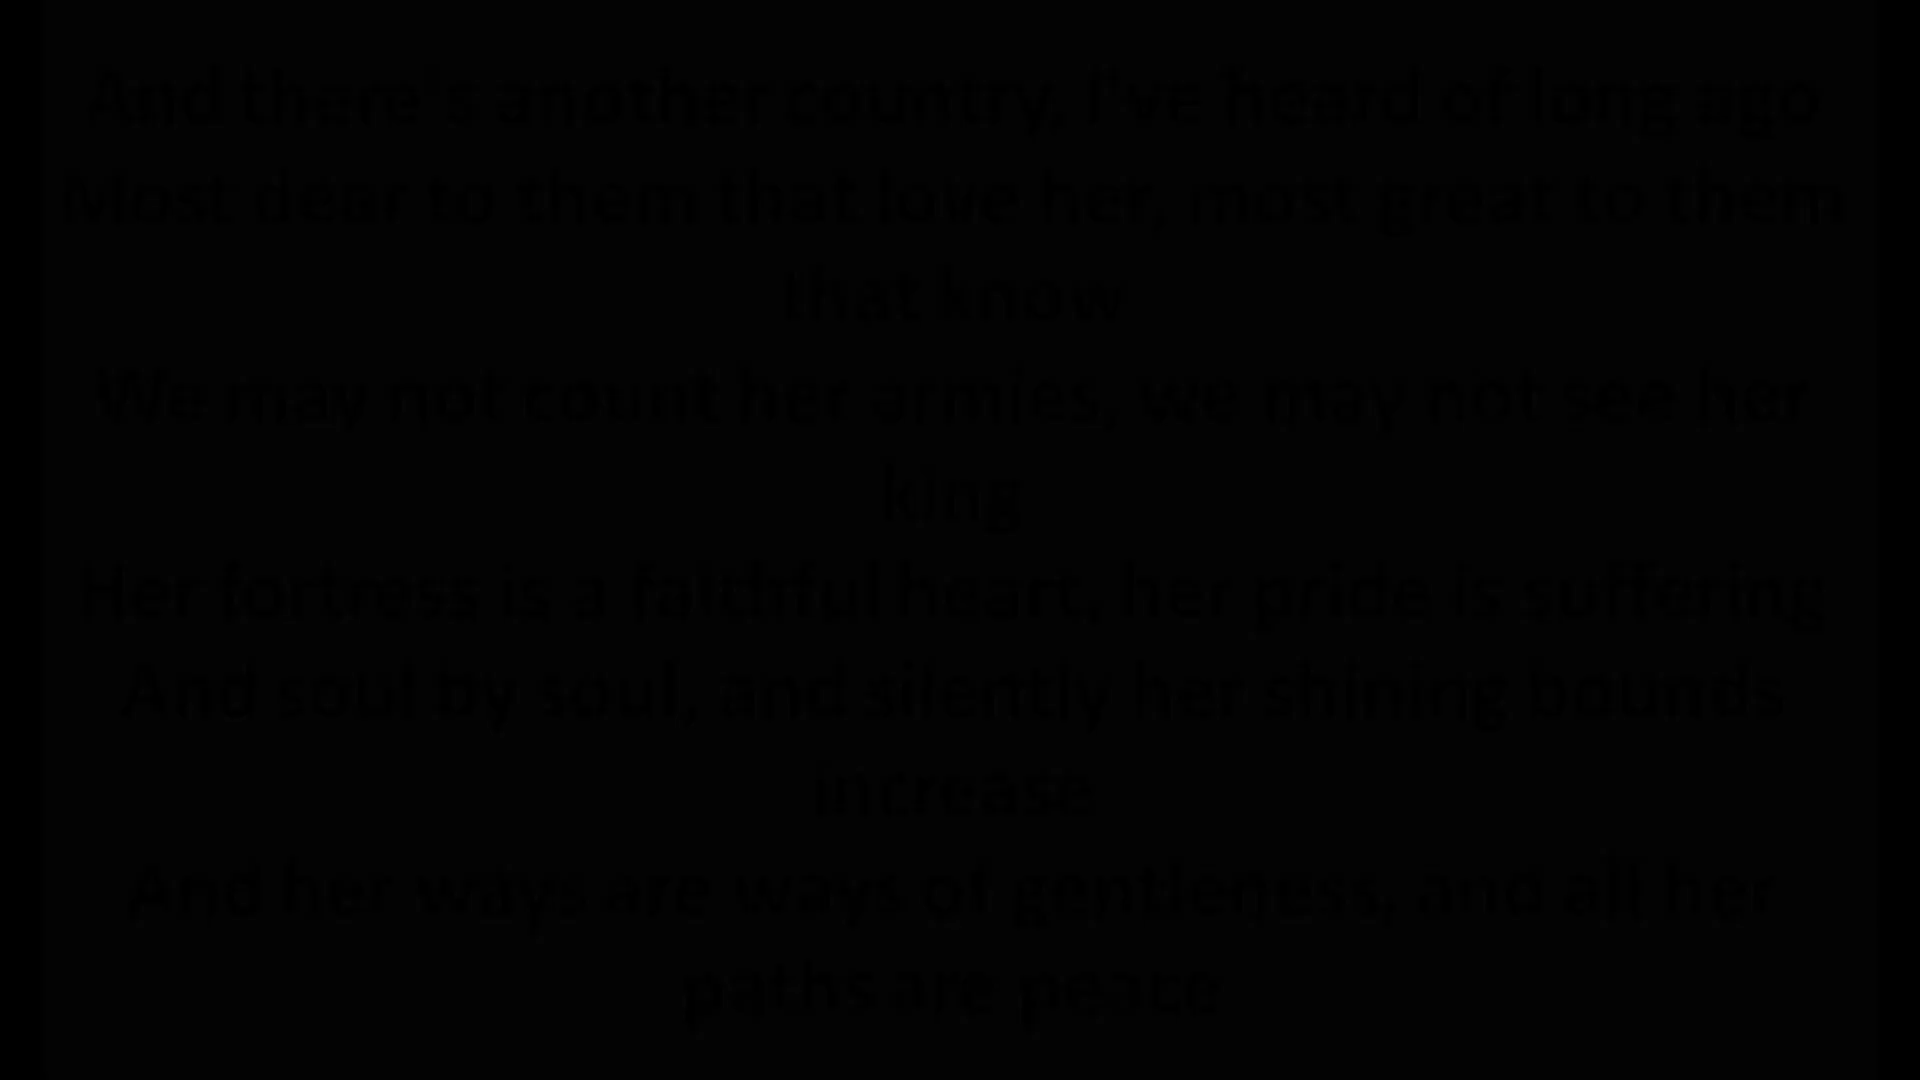 And there's another country, I've heard of long ago
Most dear to them that love her, most great to them
that know
We may not count her armies, we may not see her
king
Her fortress is a faithful heart, her pride is suffering
And soul by soul, and silently her shining bounds
increase
And her ways are ways of gentleness, and all her
paths are peace